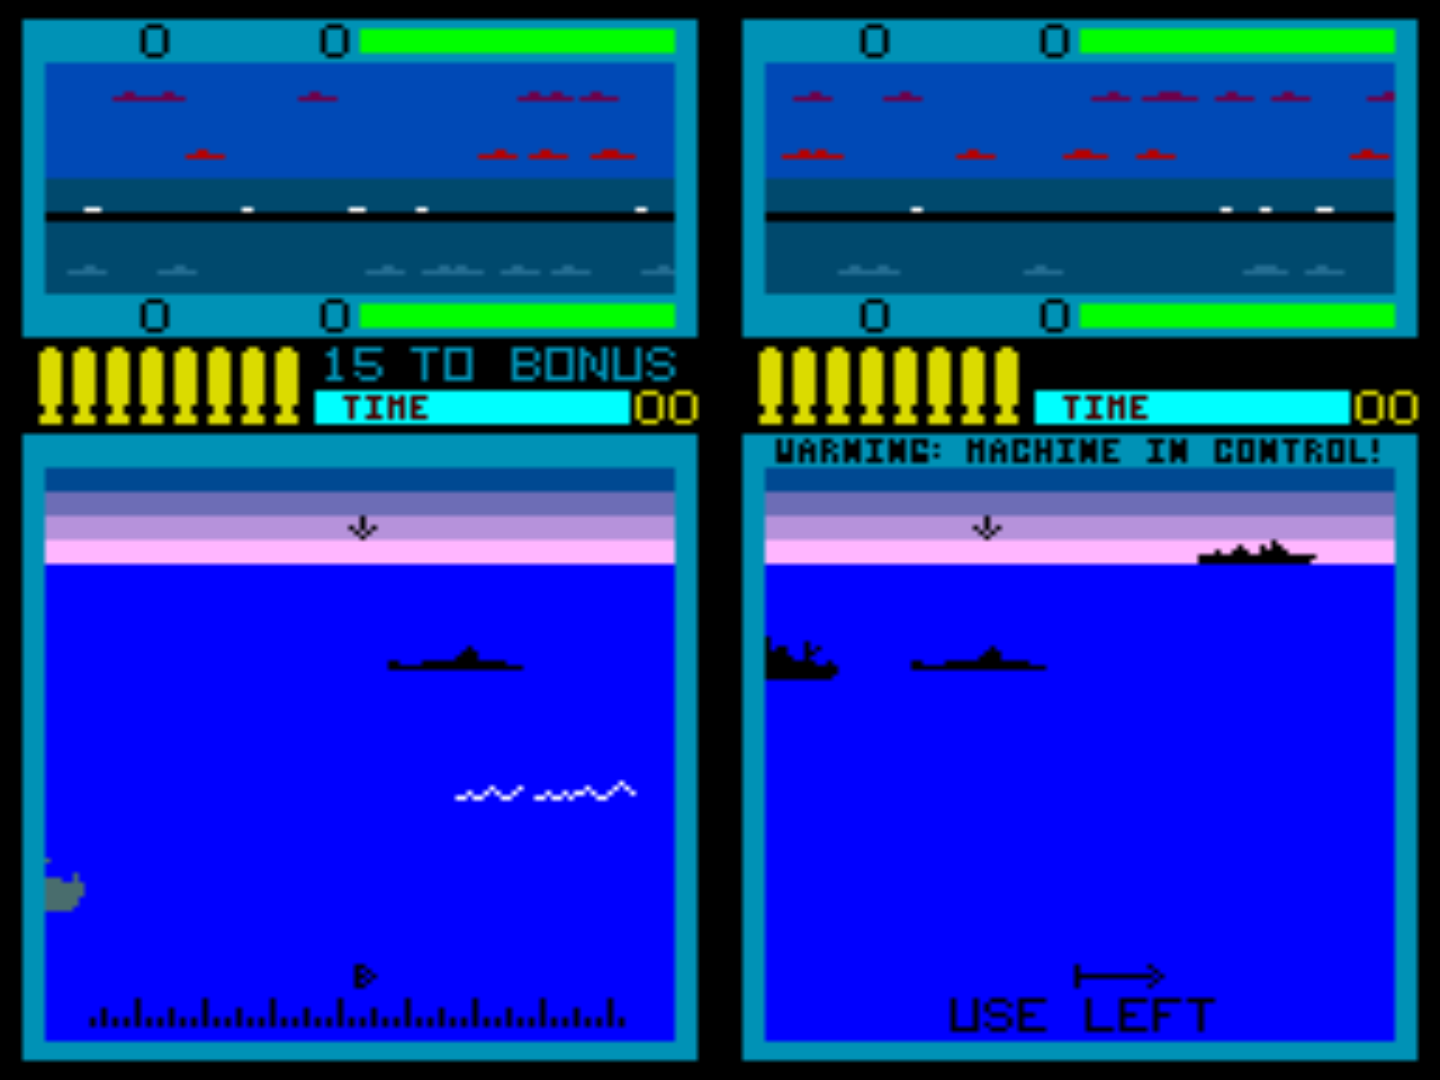 0 0 0 0
0 0 0 0
15 TO BONUS
TIME 00 TIME 00
WARNING: MACHINE IN CONTROL!
USE LEFT